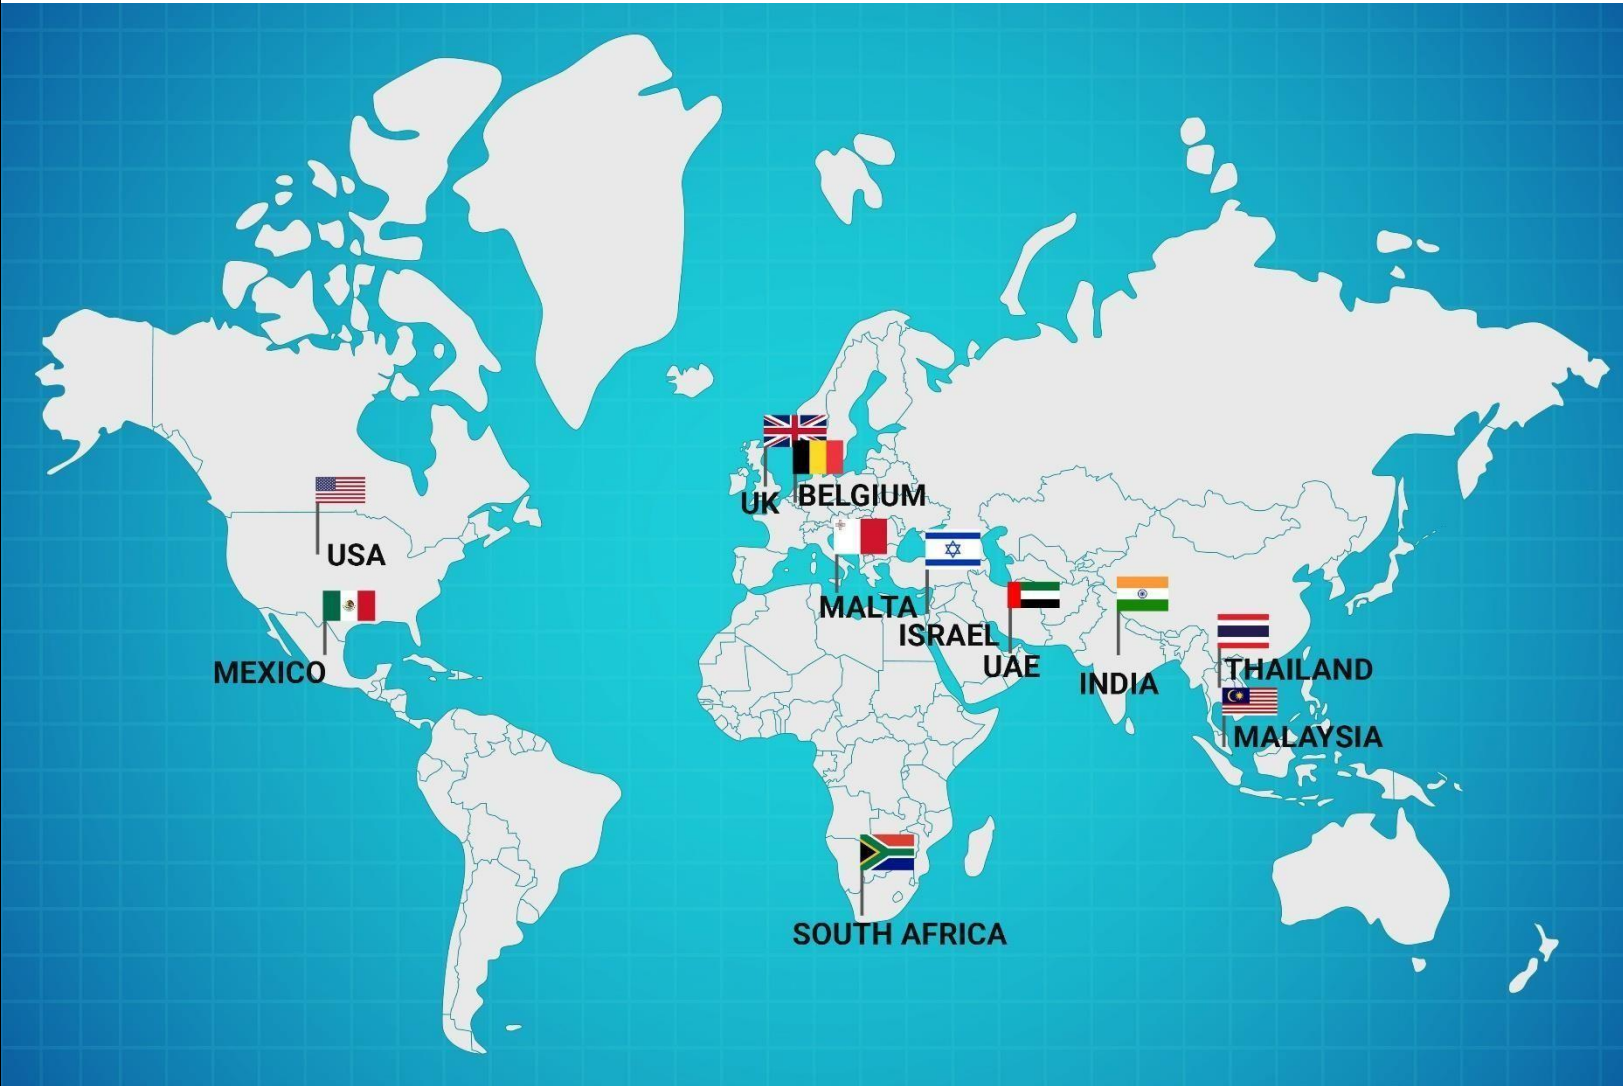 UK
BELGIUM
USA
MALTA
ISRAEL
MEXICO
UAE
INDIA
THAILAND
MALAYSIA
SOUTH AFRICA